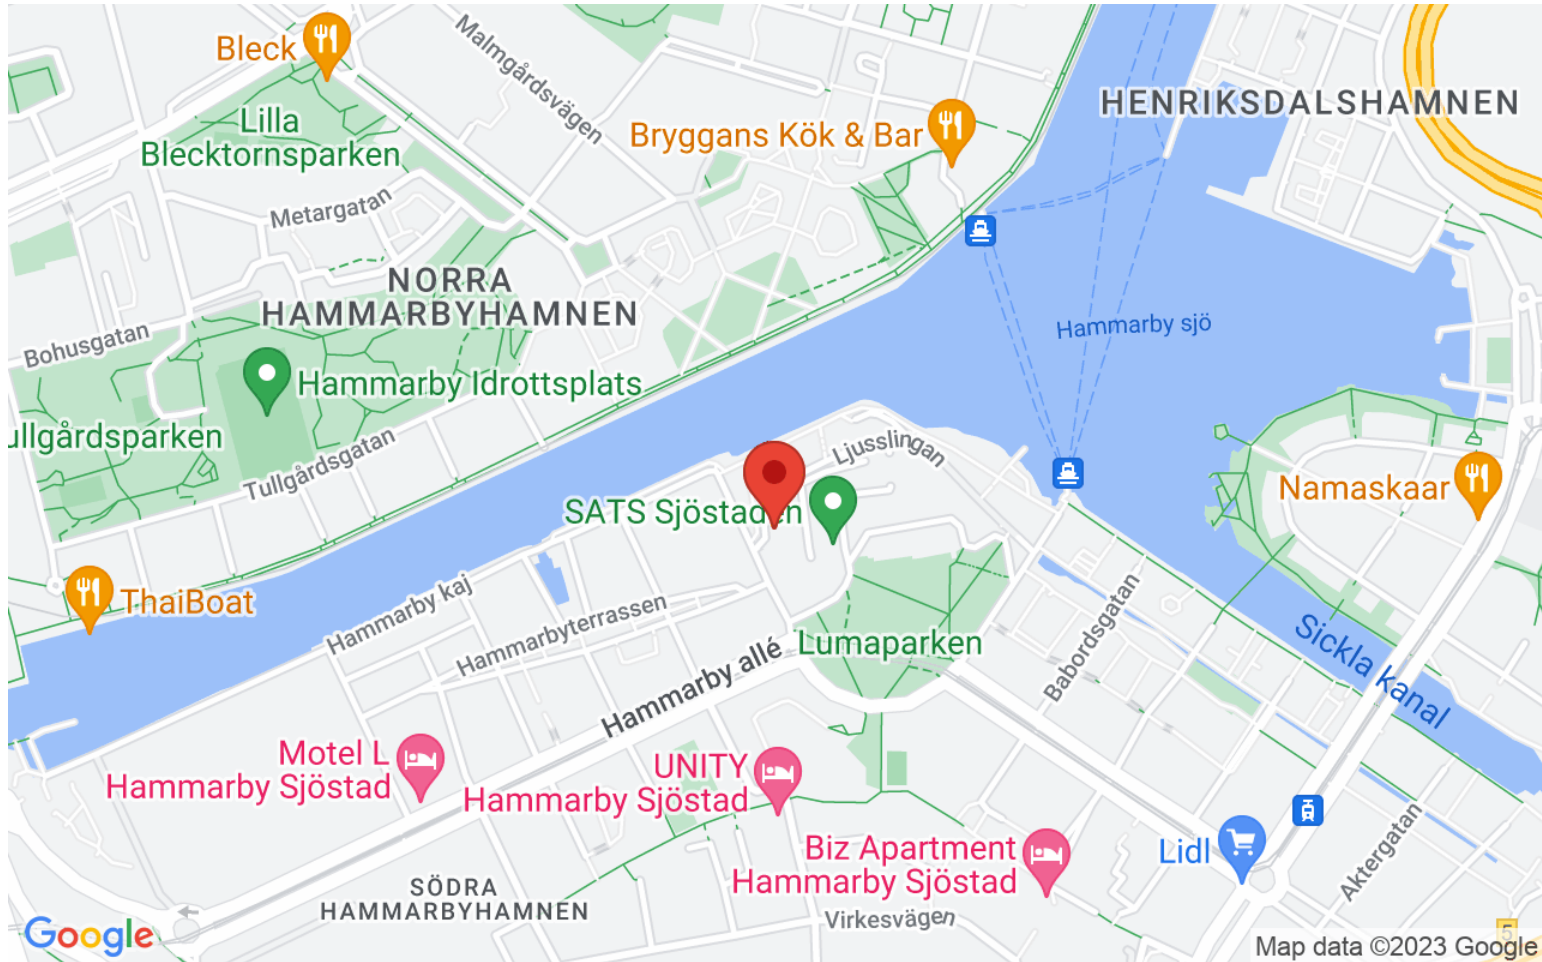 Bleck
Malmgårdsvägen
HENRIKSDALSHAMNEN
Lilla
Blecktornsparken
Bryggans Kök & Bar
Metargatan
NORRA
HAMMARBYHAMNEN
Hammarby sjö
Bohusgatan
Hammarby Idrottsplats
ullgårdsparken
Tullgårdsgatan
Ljusslingan
Namaskaar
SATS Sjöstaden
ThaiBoat
Hammarby kaj
Hammarbyterrassen
Babordsgatan
Lumaparken
Sickla kanal
Hammarby allé
Motel L
Hammarby Sjöstad
UNITY
Hammarby Sjöstad
Biz Apartment
Hammarby Sjöstad
Lidl
Aktergatan
SÖDRA
HAMMARBYHAMNEN
Virkesvägen
5
Google
Map data ©2023 Google